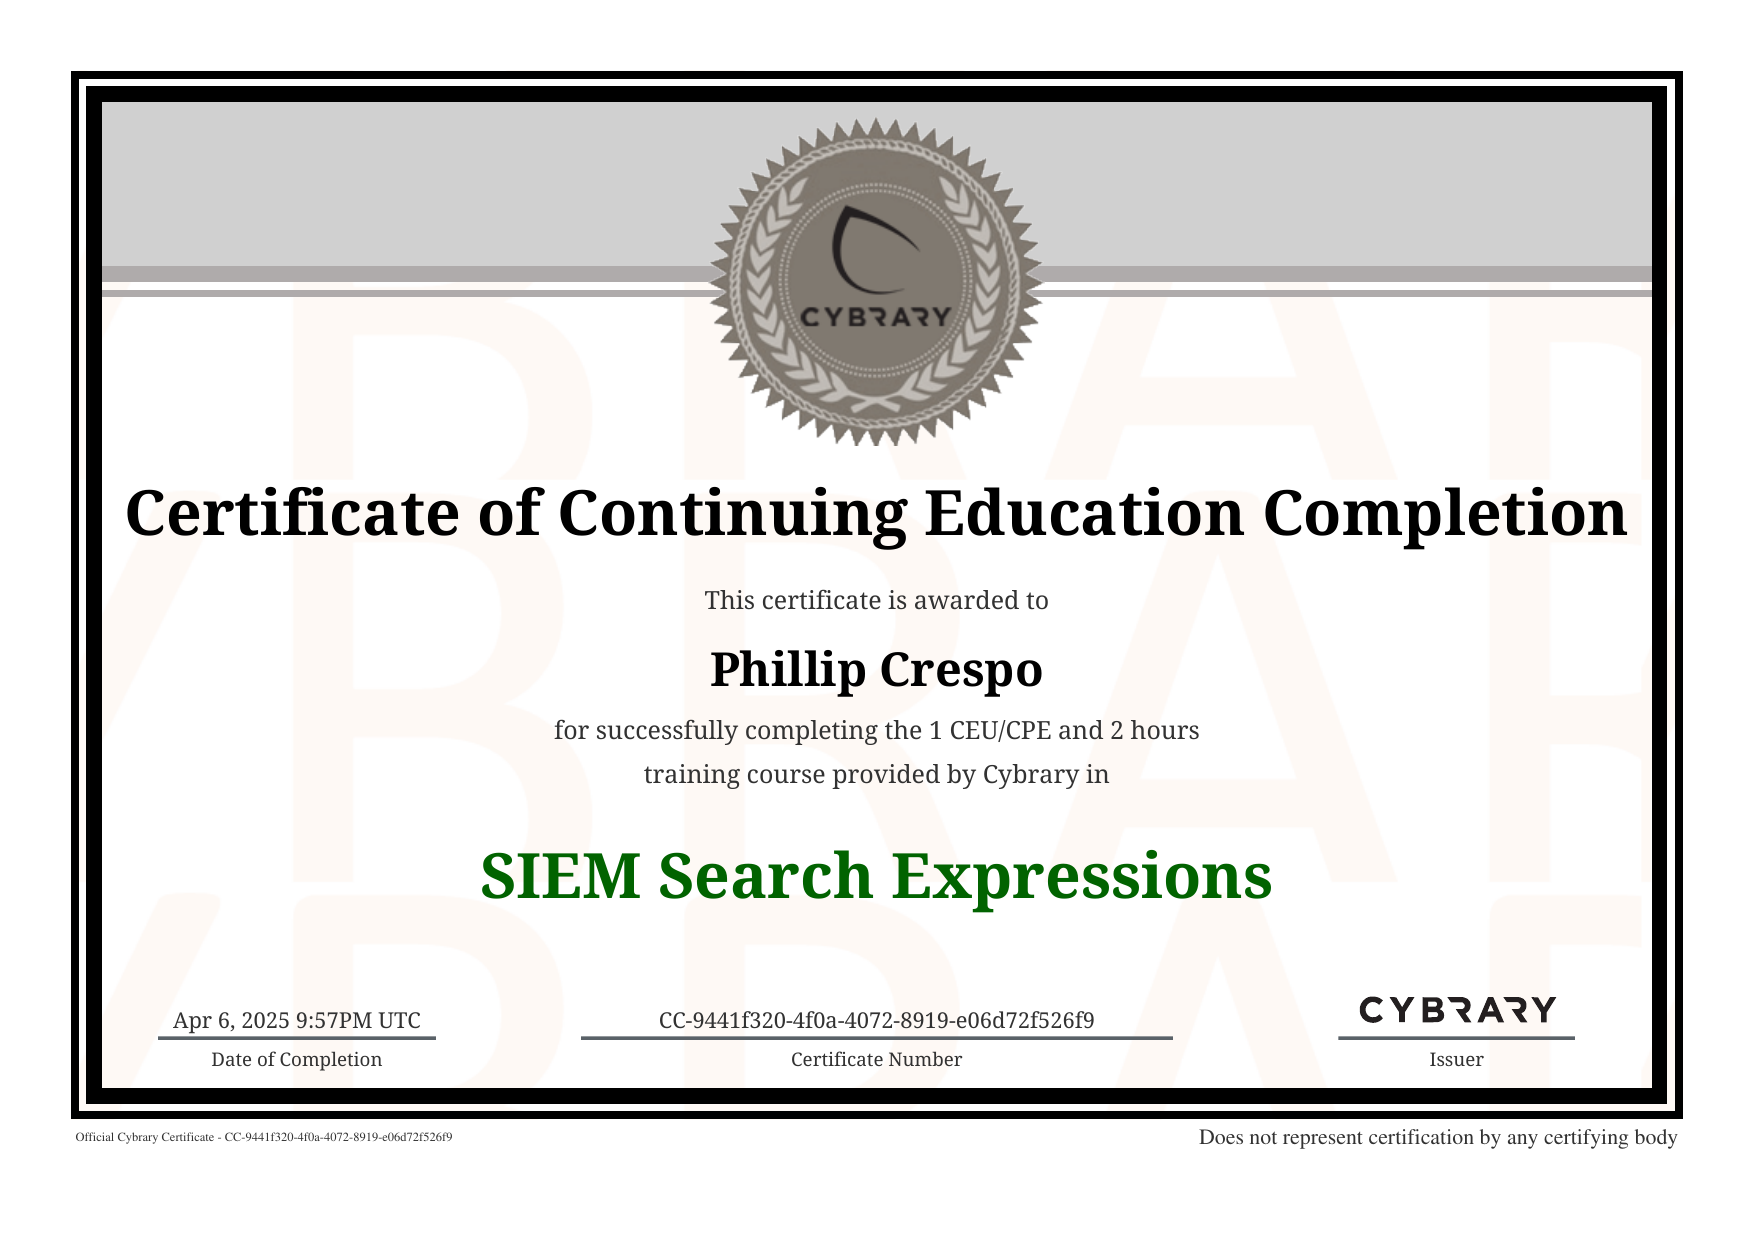 CYBRARY
Certificate of Continuing Education Completion
This certificate is awarded to
Phillip Crespo
for successfully completing the 1 CEU/CPE and 2 hours
training course provided by Cybrary in
SIEM Search Expressions
Apr 6, 2025 9:57PM UTC
Date of Completion
CC-9441f320-4f0a-4072-8919-e06d72f526f9
Certificate Number
CYBRARY
Issuer
Official Cybrary Certificate - CC-9441f320-4f0a-4072-8919-e06d72f526f9
Does not represent certification by any certifying body